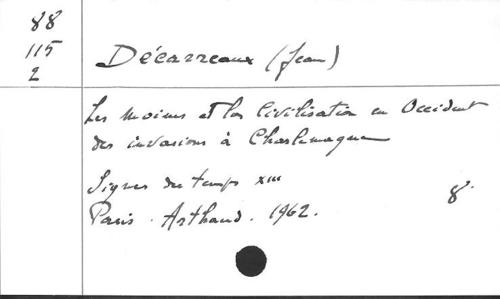 88
115
2
Décarreaux (Jean)
Les moines et la Civilisation en Occident
des invasions à Charlemagne
Signes du temps XIII
8°
Paris. Arthaud. 1962.